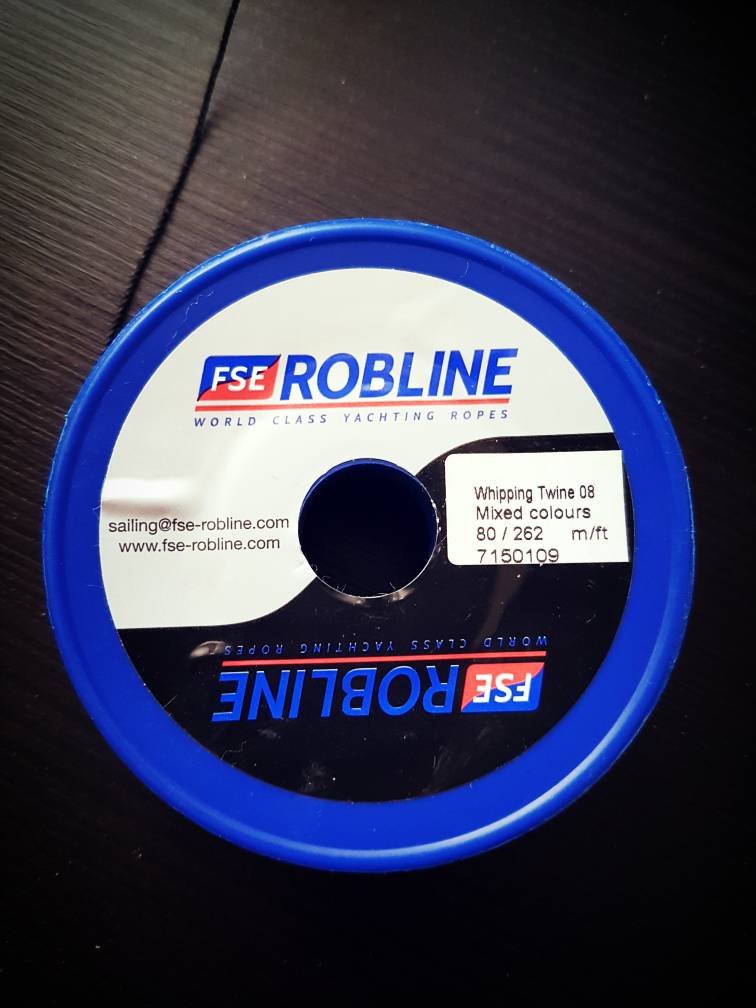 FSE ROBLINE
WORLD CLASS YACHTING ROPES
sailing@fse-robline.com
www.fse-robline.com
Whipping Twine 08
Mixed colours
80 / 262 m/ft
7150109
FSE ROBLINE
WORLD CLASS YACHTING ROPES